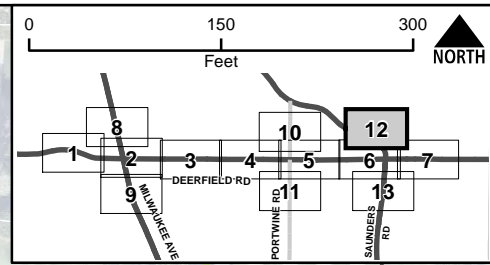 0 150 300
Feet
NORTH
8 10 12
1 2 3 4 5 6 7
DEERFIELD RD
9 11 13
MILWAUKEE AVE
PORTWINE RD
SAUNDERS
RD